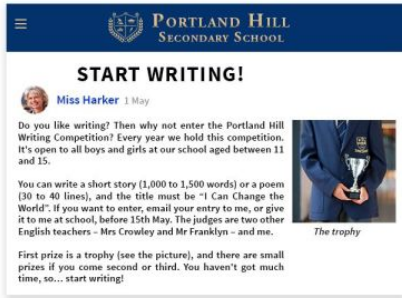 PORTLAND HILL
SECONDARY SCHOOL
START WRITING!
Miss Harker 1 May
Do you like writing? Then why not enter the Portland Hill
Writing Competition? Every year we hold this competition.
It's open to all boys and girls at our school aged between 11
and 15.
You can write a short story (1,000 to 1,500 words) or a poem
(30 to 40 lines), and the title must be "I Can Change the
World". If you want to enter, email your entry to me, or give
it to me at school, before 15th May. The judges are two other
English teachers – Mrs Crowley and Mr Franklyn – and me.
The trophy
First prize is a trophy (see the picture), and there are small
prizes if you come second or third. You haven't got much
time, so... start writing!